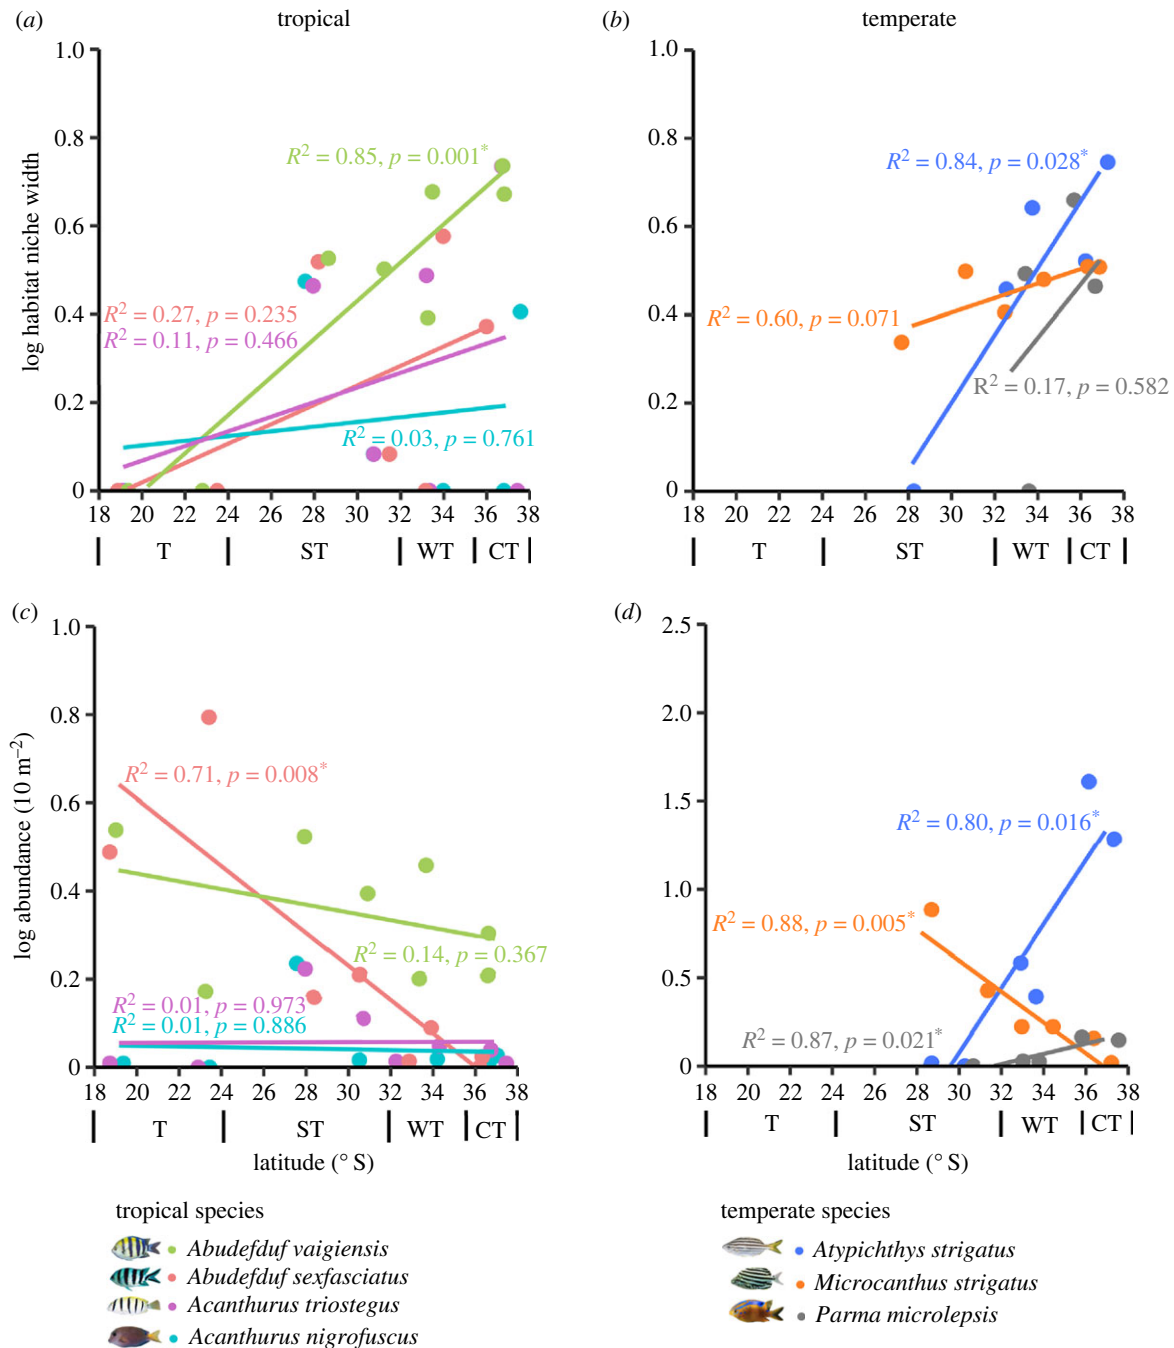 (a) tropical
(b) temperate
1.0
0.8
0.6
0.4
0.2
0
log habitat niche width
R² = 0.85, p = 0.001*
R² = 0.27, p = 0.235
R² = 0.11, p = 0.466
R² = 0.03, p = 0.761
18 20 22 24 26 28 30 32 34 36 38
T ST WT CT
1.0
0.8
0.6
0.4
0.2
0
R² = 0.84, p = 0.028*
R² = 0.60, p = 0.071
R² = 0.17, p = 0.582
18 20 22 24 26 28 30 32 34 36 38
T ST WT CT
(c)
1.0
0.8
0.6
0.4
0.2
0
log abundance (10 m⁻²)
R² = 0.71, p = 0.008*
R² = 0.14, p = 0.367
R² = 0.01, p = 0.973
R² = 0.01, p = 0.886
18 20 22 24 26 28 30 32 34 36 38
T ST WT CT
latitude (° S)
(d)
2.5
2.0
1.5
1.0
0.5
0
R² = 0.80, p = 0.016*
R² = 0.88, p = 0.005*
R² = 0.87, p = 0.021*
18 20 22 24 26 28 30 32 34 36 38
T ST WT CT
latitude (° S)
tropical species
Abudefduf vaigiensis
Abudefduf sexfasciatus
Acanthurus triostegus
Acanthurus nigrofuscus
temperate species
Atypichthys strigatus
Microcanthus strigatus
Parma microlepsis